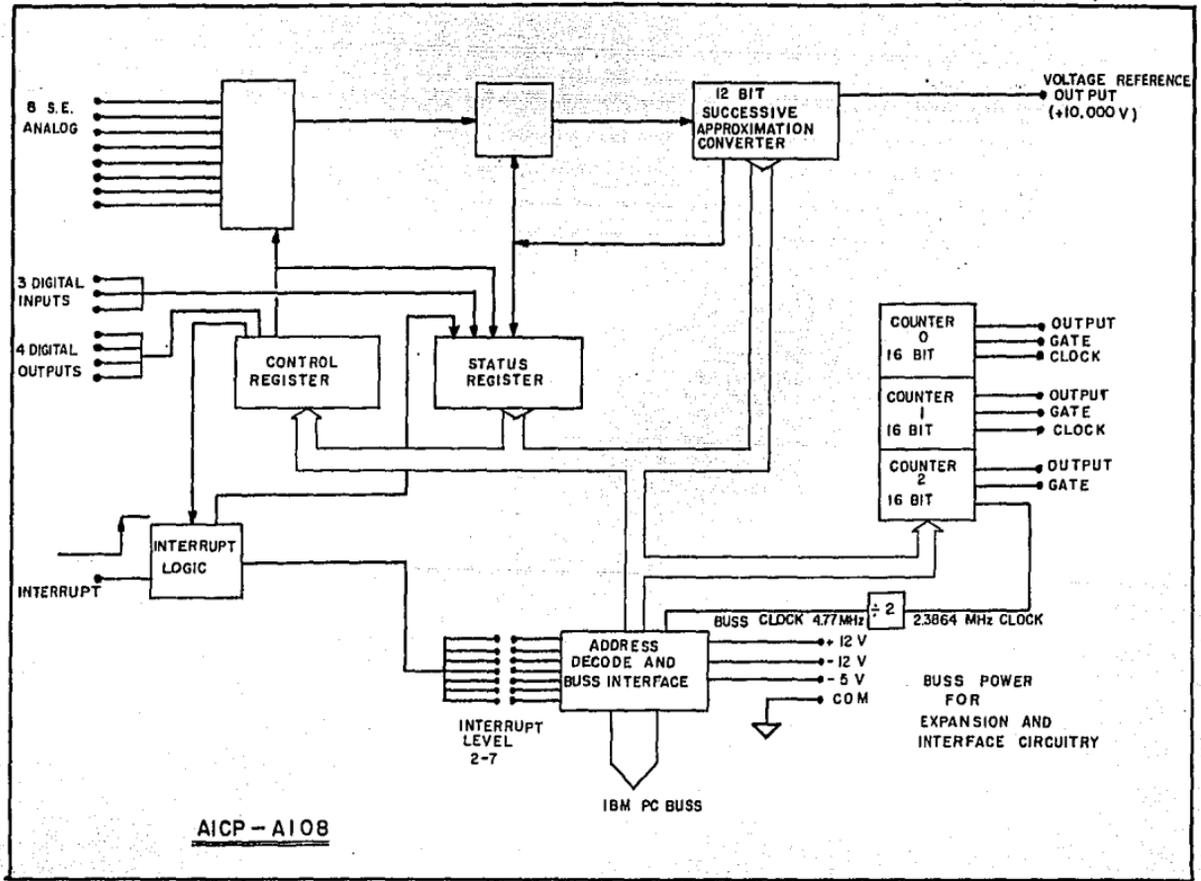 8 S.E.
ANALOG
12 BIT
SUCCESSIVE
APPROXIMATION
CONVERTER
VOLTAGE REFERENCE
OUTPUT
(+10.000 V)
3 DIGITAL
INPUTS
4 DIGITAL
OUTPUTS
CONTROL
REGISTER
STATUS
REGISTER
COUNTER
0
16 BIT
OUTPUT
GATE
CLOCK
COUNTER
1
16 BIT
OUTPUT
GATE
CLOCK
COUNTER
2
16 BIT
OUTPUT
GATE
INTERRUPT
LOGIC
INTERRUPT
BUSS CLOCK 4.77MHz
÷ 2
2.3864 MHz CLOCK
ADDRESS
DECODE AND
BUSS INTERFACE
+ 12 V
- 12 V
- 5 V
COM
INTERRUPT
LEVEL
2-7
BUSS POWER
FOR
EXPANSION AND
INTERFACE CIRCUITRY
IBM PC BUSS
AICP - A108